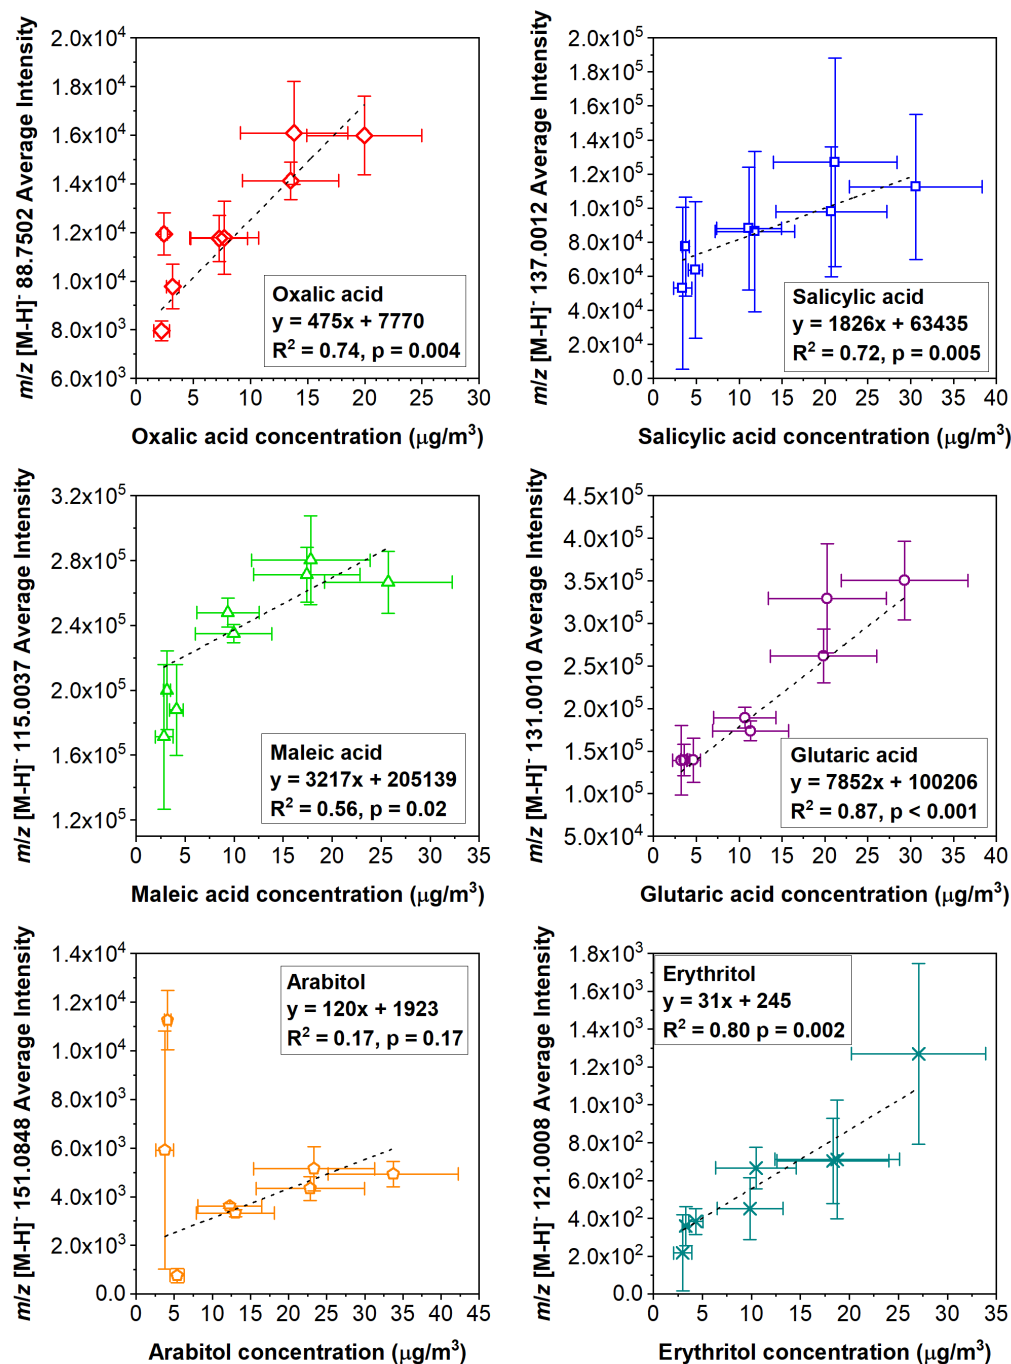 2.0x10⁴
1.8x10⁴
1.6x10⁴
1.4x10⁴
1.2x10⁴
1.0x10⁴
8.0x10³
6.0x10³
m/z [M-H]⁻ 88.7502 Average Intensity
Oxalic acid
y = 475x + 7770
R² = 0.74, p = 0.004
0 5 10 15 20 25 30
Oxalic acid concentration (μg/m³)
2.0x10⁵
1.8x10⁵
1.6x10⁵
1.4x10⁵
1.2x10⁵
1.0x10⁵
8.0x10⁴
6.0x10⁴
4.0x10⁴
2.0x10⁴
0.0
m/z [M-H]⁻ 137.0012 Average Intensity
Salicylic acid
y = 1826x + 63435
R² = 0.72, p = 0.005
0 5 10 15 20 25 30 35 40
Salicylic acid concentration (μg/m³)
3.2x10⁵
2.8x10⁵
2.4x10⁵
2.0x10⁵
1.6x10⁵
1.2x10⁵
m/z [M-H]⁻ 115.0037 Average Intensity
Maleic acid
y = 3217x + 205139
R² = 0.56, p = 0.02
0 5 10 15 20 25 30 35
Maleic acid concentration (μg/m³)
4.5x10⁵
4.0x10⁵
3.5x10⁵
3.0x10⁵
2.5x10⁵
2.0x10⁵
1.5x10⁵
1.0x10⁵
5.0x10⁴
m/z [M-H]⁻ 131.0010 Average Intensity
Glutaric acid
y = 7852x + 100206
R² = 0.87, p < 0.001
0 10 20 30 40
Glutaric acid concentration (μg/m³)
1.4x10⁴
1.2x10⁴
1.0x10⁴
8.0x10³
6.0x10³
4.0x10³
2.0x10³
0.0
m/z [M-H]⁻ 151.0848 Average Intensity
Arabitol
y = 120x + 1923
R² = 0.17, p = 0.17
0 5 10 15 20 25 30 35 40 45
Arabitol concentration (μg/m³)
1.8x10³
1.6x10³
1.4x10³
1.2x10³
1.0x10³
8.0x10²
6.0x10²
4.0x10²
2.0x10²
0.0
m/z [M-H]⁻ 121.0008 Average Intensity
Erythritol
y = 31x + 245
R² = 0.80 p = 0.002
0 5 10 15 20 25 30 35
Erythritol concentration (μg/m³)